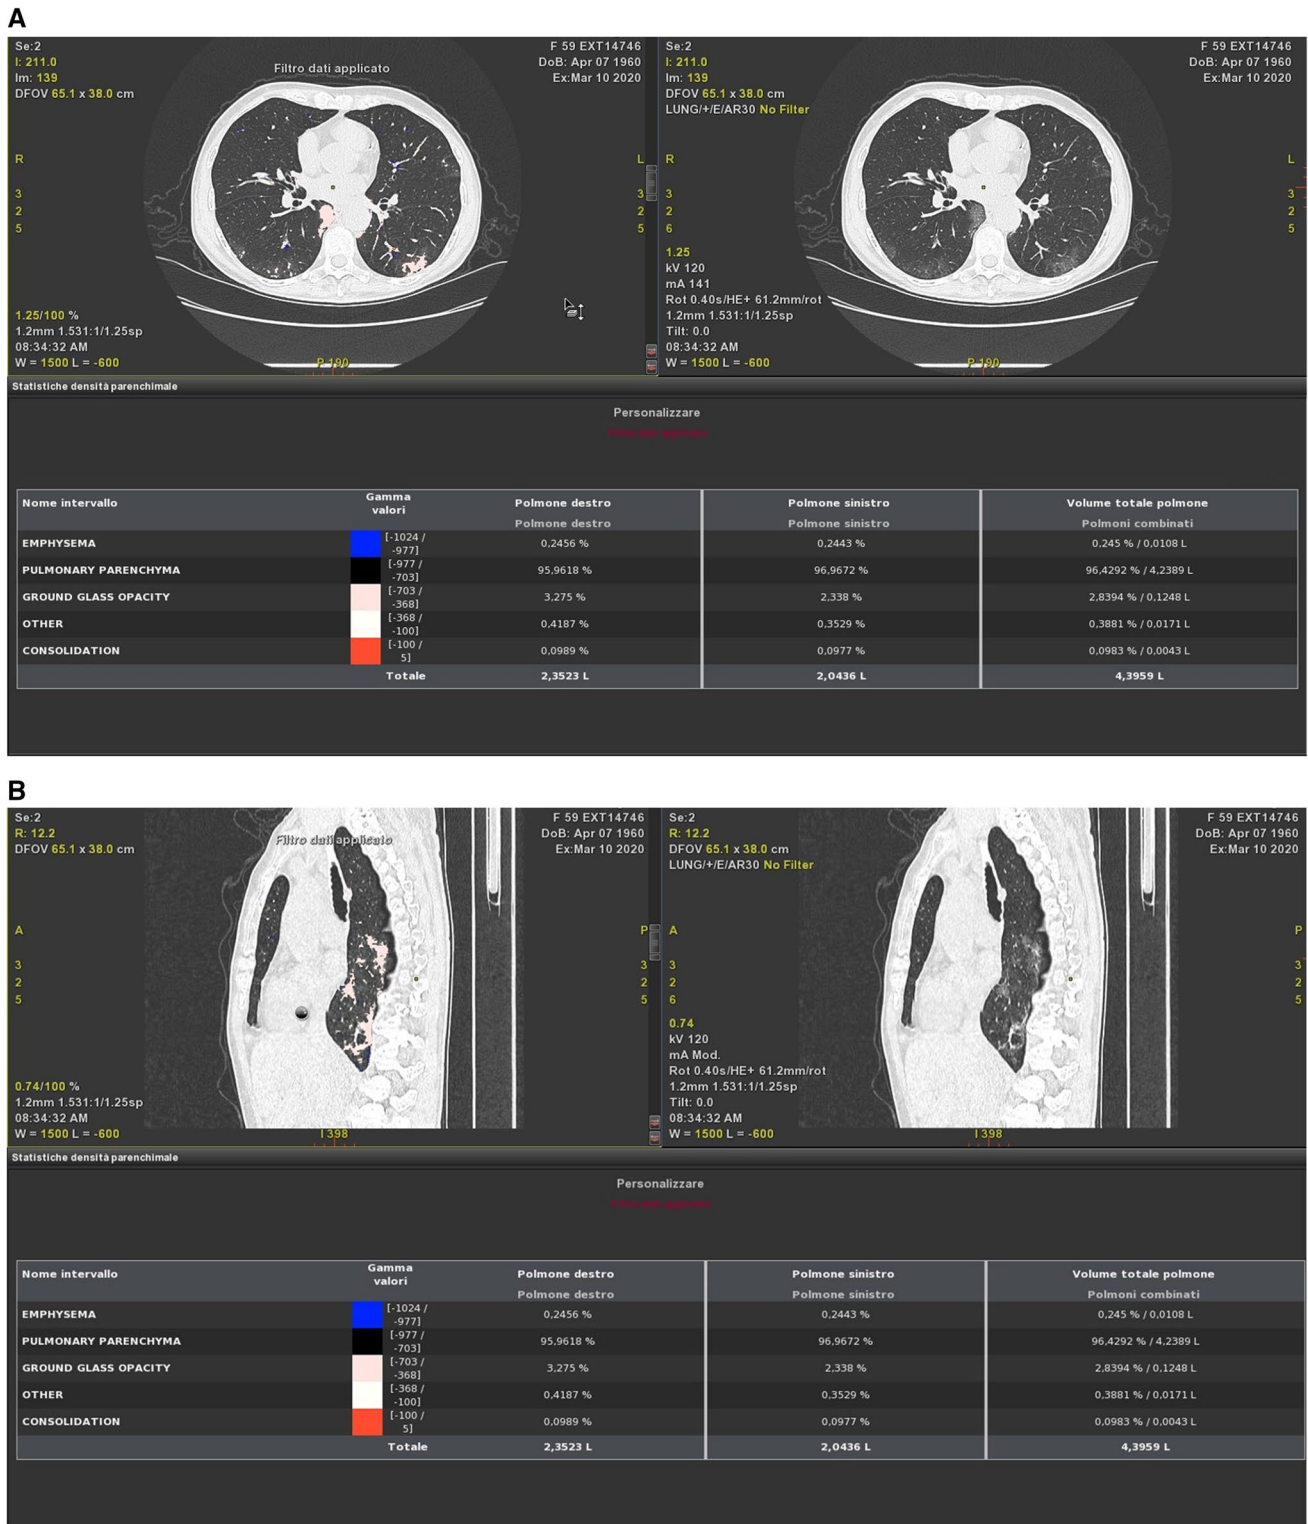 A
Se:2
I: 211.0
Im: 139
DFOV 65.1 x 38.0 cm
Filtro dati applicato
F 59 EXT14746
DoB: Apr 07 1960
Ex:Mar 10 2020
R
L
3
2
5
3
2
5
1.25/100 %
1.2mm 1.531:1/1.25sp
08:34:32 AM
W = 1500 L = -600
P 190
Se:2
I: 211.0
Im: 139
DFOV 65.1 x 38.0 cm
LUNG/+/E/AR30 No Filter
F 59 EXT14746
DoB: Apr 07 1960
Ex:Mar 10 2020
R
L
3
2
6
3
2
5
1.25
kV 120
mA 141
Rot 0.40s/HE+ 61.2mm/rot
1.2mm 1.531:1/1.25sp
Tilt: 0.0
08:34:32 AM
W = 1500 L = -600
P 190
Statistiche densità parenchimale
Personalizzare
Filtro dati applicato
Nome intervallo Gamma valori Polmone destro Polmone sinistro Volume totale polmone
Polmone destro Polmone sinistro Polmoni combinati
EMPHYSEMA [-1024 / -977] 0,2456 % 0,2443 % 0,245 % / 0,0108 L
PULMONARY PARENCHYMA [-977 / -703] 95,9618 % 96,9672 % 96,4292 % / 4,2389 L
GROUND GLASS OPACITY [-703 / -368] 3,275 % 2,338 % 2,8394 % / 0,1248 L
OTHER [-368 / -100] 0,4187 % 0,3529 % 0,3881 % / 0,0171 L
CONSOLIDATION [-100 / 5] 0,0989 % 0,0977 % 0,0983 % / 0,0043 L
Totale 2,3523 L 2,0436 L 4,3959 L
B
Se:2
R: 12.2
DFOV 65.1 x 38.0 cm
Filtro dati applicato
F 59 EXT14746
DoB: Apr 07 1960
Ex:Mar 10 2020
A
P
3
2
5
3
2
5
0.74/100 %
1.2mm 1.531:1/1.25sp
08:34:32 AM
W = 1500 L = -600
I 398
Se:2
R: 12.2
DFOV 65.1 x 38.0 cm
LUNG/+/E/AR30 No Filter
F 59 EXT14746
DoB: Apr 07 1960
Ex:Mar 10 2020
A
P
3
2
6
3
2
5
0.74
kV 120
mA Mod.
Rot 0.40s/HE+ 61.2mm/rot
1.2mm 1.531:1/1.25sp
Tilt: 0.0
08:34:32 AM
W = 1500 L = -600
I 398
Statistiche densità parenchimale
Personalizzare
Filtro dati applicato
Nome intervallo Gamma valori Polmone destro Polmone sinistro Volume totale polmone
Polmone destro Polmone sinistro Polmoni combinati
EMPHYSEMA [-1024 / -977] 0,2456 % 0,2443 % 0,245 % / 0,0108 L
PULMONARY PARENCHYMA [-977 / -703] 95,9618 % 96,9672 % 96,4292 % / 4,2389 L
GROUND GLASS OPACITY [-703 / -368] 3,275 % 2,338 % 2,8394 % / 0,1248 L
OTHER [-368 / -100] 0,4187 % 0,3529 % 0,3881 % / 0,0171 L
CONSOLIDATION [-100 / 5] 0,0989 % 0,0977 % 0,0983 % / 0,0043 L
Totale 2,3523 L 2,0436 L 4,3959 L